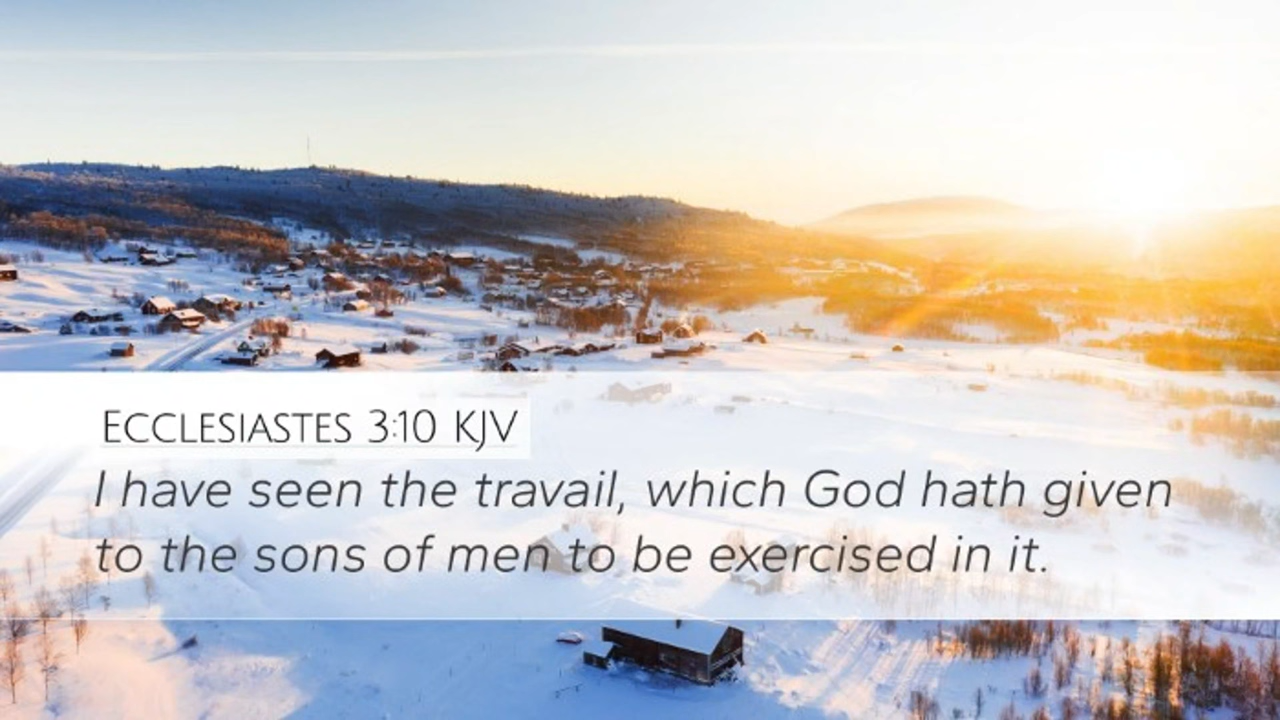 Ecclesiastes 3:10 KJV
I have seen the travail, which God hath given
to the sons of men to be exercised in it.